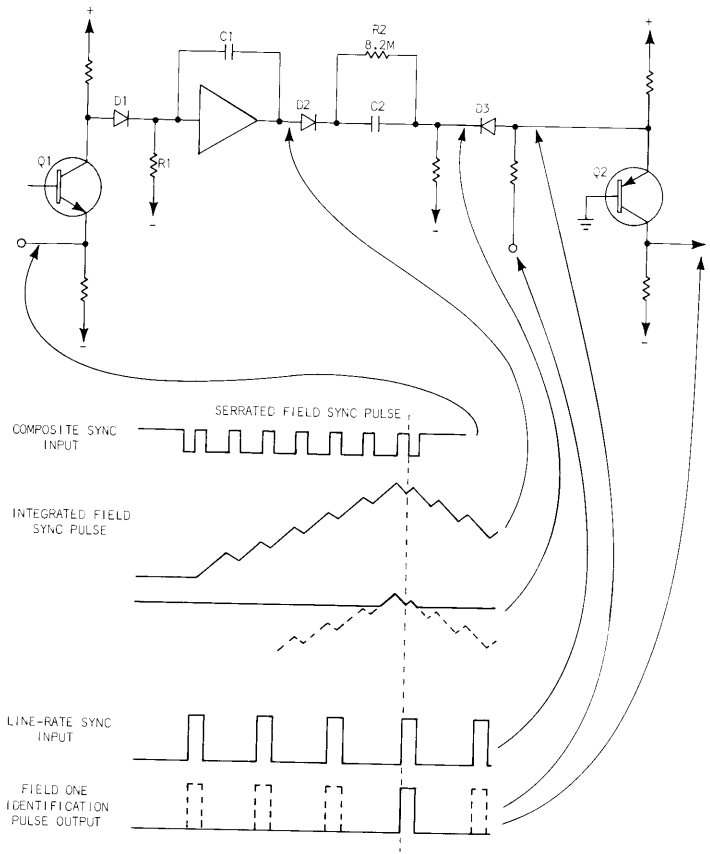 +
+
C1
R2
8.2M
D1
D2
C2
D3
Q1
R1
Q2
-
-
-
-
SERRATED FIELD SYNC PULSE
COMPOSITE SYNC
INPUT
INTEGRATED FIELD
SYNC PULSE
LINE-RATE SYNC
INPUT
FIELD ONE
IDENTIFICATION
PULSE OUTPUT